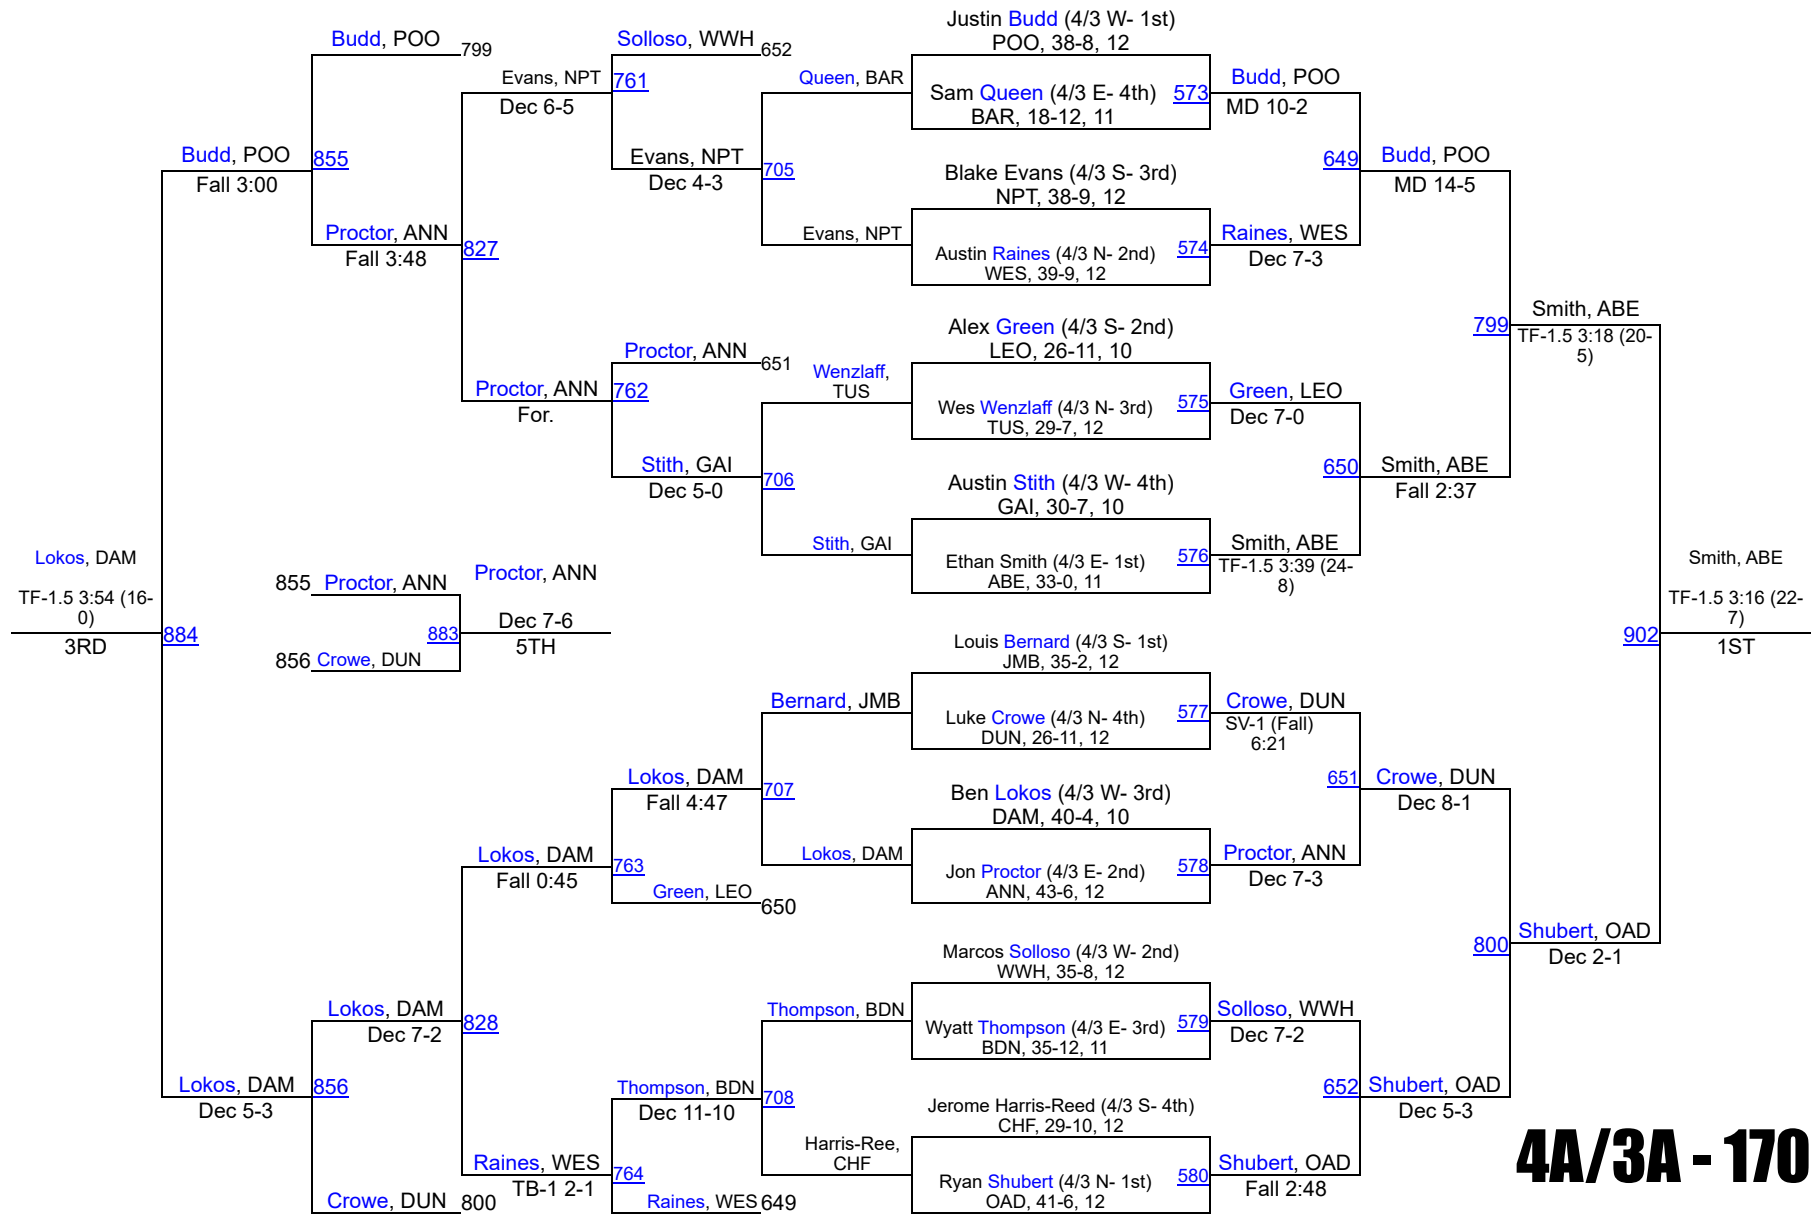 Justin Budd (4/3 W- 1st)
POO, 38-8, 12
Budd, POO
799
Solloso, WWH
652
Evans, NPT
761
Dec 6-5
Queen, BAR
Sam Queen (4/3 E- 4th)
BAR, 18-12, 11
573
Budd, POO
MD 10-2
Budd, POO
Fall 3:00
855
Evans, NPT
Dec 4-3
705
Blake Evans (4/3 S- 3rd)
NPT, 38-9, 12
649
Budd, POO
MD 14-5
Proctor, ANN
Fall 3:48
827
Evans, NPT
Austin Raines (4/3 N- 2nd)
WES, 39-9, 12
574
Raines, WES
Dec 7-3
Alex Green (4/3 S- 2nd)
LEO, 26-11, 10
799
Smith, ABE
TF-1.5 3:18 (20-
5)
Proctor, ANN
651
Proctor, ANN
For.
762
Wenzlaff,
TUS
Wes Wenzlaff (4/3 N- 3rd)
TUS, 29-7, 12
575
Green, LEO
Dec 7-0
Stith, GAI
Dec 5-0
706
Austin Stith (4/3 W- 4th)
GAI, 30-7, 10
650
Smith, ABE
Fall 2:37
Stith, GAI
Ethan Smith (4/3 E- 1st)
ABE, 33-0, 11
576
Smith, ABE
TF-1.5 3:39 (24-
8)
Lokos, DAM
TF-1.5 3:54 (16-
0)
3RD
884
855
Proctor, ANN
856
Crowe, DUN
883
Proctor, ANN
Dec 7-6
5TH
902
Smith, ABE
TF-1.5 3:16 (22-
7)
1ST
Louis Bernard (4/3 S- 1st)
JMB, 35-2, 12
Bernard, JMB
Luke Crowe (4/3 N- 4th)
DUN, 26-11, 12
577
Crowe, DUN
SV-1 (Fall)
6:21
Lokos, DAM
Fall 4:47
707
Ben Lokos (4/3 W- 3rd)
DAM, 40-4, 10
651
Crowe, DUN
Dec 8-1
Lokos, DAM
Fall 0:45
763
Lokos, DAM
Jon Proctor (4/3 E- 2nd)
ANN, 43-6, 12
578
Proctor, ANN
Dec 7-3
Green, LEO
650
Marcos Solloso (4/3 W- 2nd)
WWH, 35-8, 12
800
Shubert, OAD
Dec 2-1
Lokos, DAM
Dec 7-2
828
Thompson, BDN
Wyatt Thompson (4/3 E- 3rd)
BDN, 35-12, 11
579
Solloso, WWH
Dec 7-2
Lokos, DAM
Dec 5-3
856
Thompson, BDN
Dec 11-10
708
Jerome Harris-Reed (4/3 S- 4th)
CHF, 29-10, 12
652
Shubert, OAD
Dec 5-3
Raines, WES
TB-1 2-1
764
Harris-Ree,
CHF
Ryan Shubert (4/3 N- 1st)
OAD, 41-6, 12
580
Shubert, OAD
Fall 2:48
Crowe, DUN
800
Raines, WES
649
4A/3A - 170